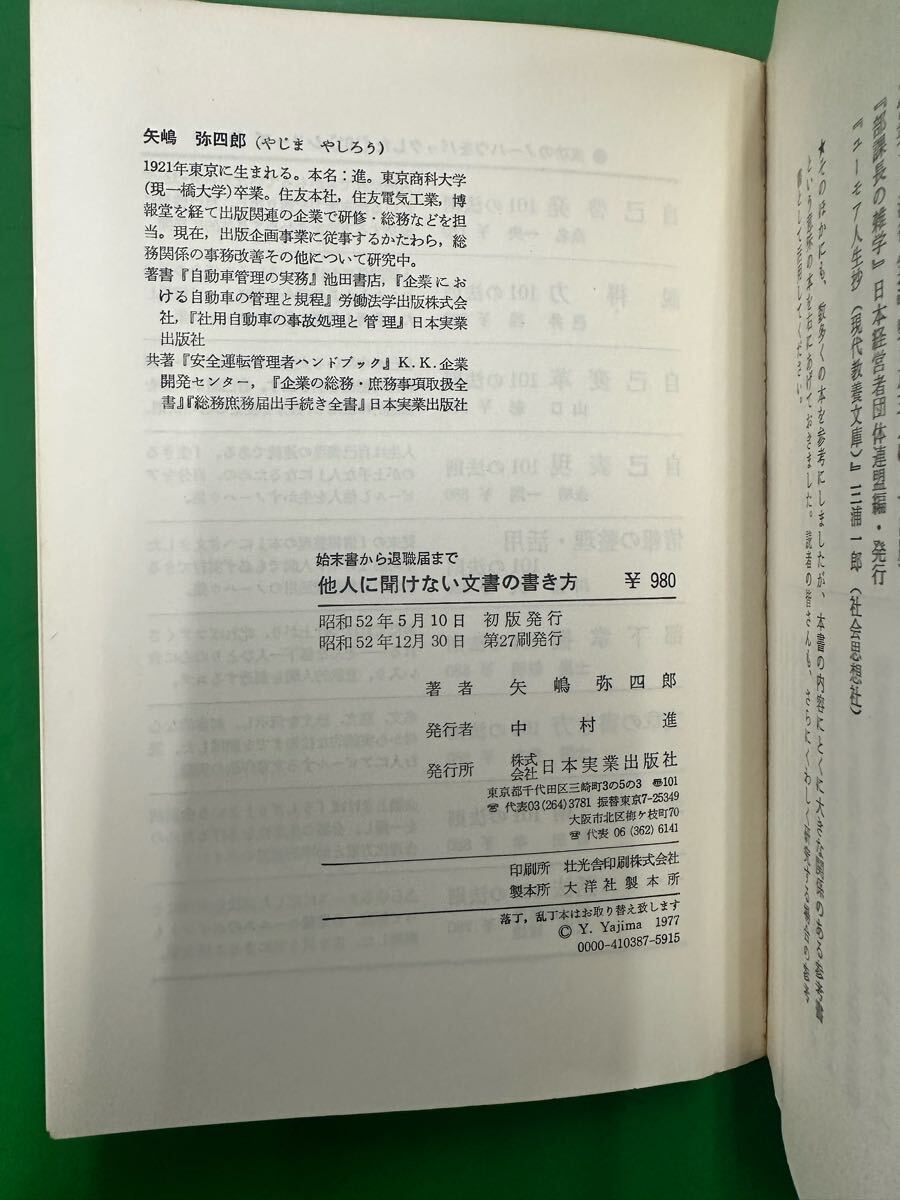 矢嶋 弥四郎(やじま やしろう)
1921年東京に生まれる。本名:進。東京商科大学
(現一橋大学)卒業。住友本社,住友電気工業,博
報堂を経て出版関連の企業で研修・総務などを担
当。現在,出版企画事業に従事するかたわら,総
務関係の事務改善その他について研究中。
著書『自動車管理の実務』池田書店,『企業にお
ける自動車の管理と規程』労働法学出版株式会
社,『社用自動車の事故処理と管理』日本実業
出版社
共著『安全運転管理者ハンドブック』K.K.企業
開発センター,『企業の総務・庶務事項取扱全
書』『総務庶務届出手続き全書』日本実業出版社
始末書から退職届まで
他人に聞けない文書の書き方 ¥980
昭和52年5月10日 初版発行
昭和52年12月30日 第27刷発行
著者 矢嶋弥四郎
発行者 中村進
発行所 株式会社日本実業出版社
東京都千代田区三崎町3の5の3 〠101
☎ 代表03(264)3781 振替東京7-25349
大阪市北区梅ケ枝町70
☎ 代表 06(362)6141
印刷所 壮光舎印刷株式会社
製本所 大洋社製本所
落丁,乱丁本はお取り替え致します
© Y. Yajima 1977
0000-410387-5915
『部課長の雑学』日本経営者団体連盟編・発行
『ユーモア人生抄(現代教養文庫)』三浦一郎(社会思想社)
★そのほかにも、数多くの本を参考にしましたが、本書の内容にとくに大きな関係のある
という意味の本を右にあげておきました。読者の皆さんも、さらにくわしく
書として活用してください。